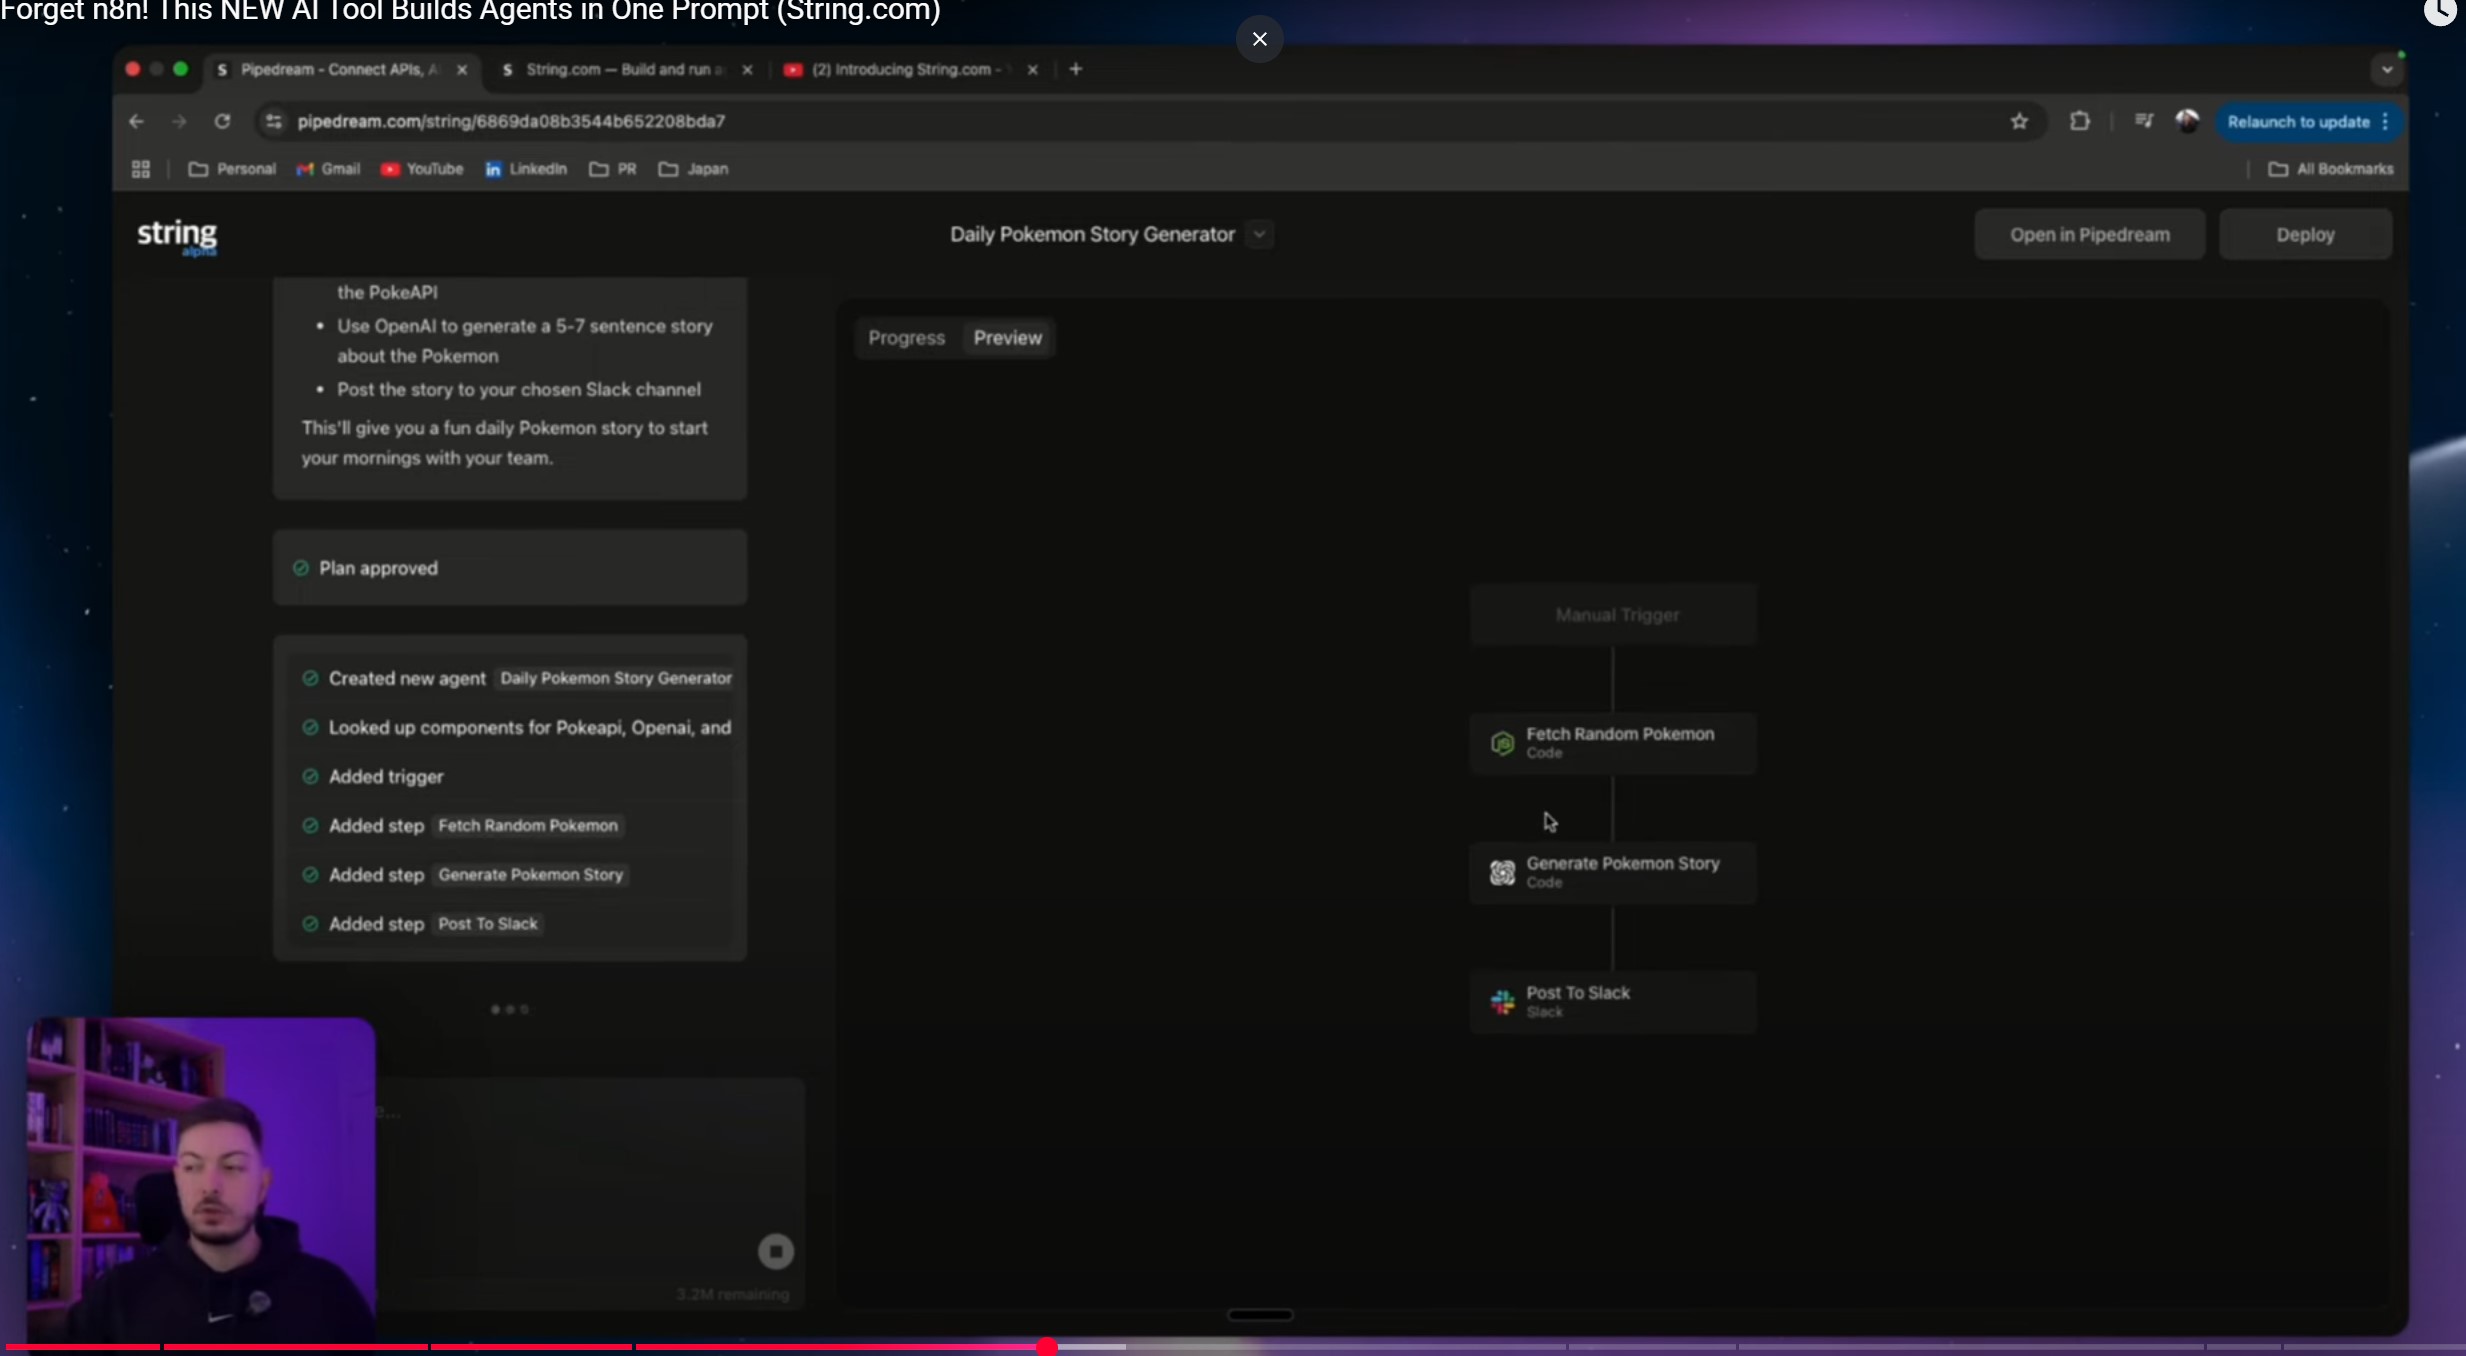 Forget n8n! This NEW AI Tool Builds Agents in One Prompt (String.com)
Pipedream - Connect APIs, A
String.com — Build and run a
(2) Introducing String.com -
pipedream.com/string/6869da08b3544b652208bda7
Relaunch to update
Personal
Gmail
YouTube
LinkedIn
PR
Japan
All Bookmarks
string
alpha
Daily Pokemon Story Generator
Open in Pipedream
Deploy
the PokeAPI
• Use OpenAI to generate a 5-7 sentence story
about the Pokemon
• Post the story to your chosen Slack channel
This'll give you a fun daily Pokemon story to start
your mornings with your team.
Plan approved
Created new agent Daily Pokemon Story Generator
Looked up components for Pokeapi, Openai, and
Added trigger
Added step Fetch Random Pokemon
Added step Generate Pokemon Story
Added step Post To Slack
e...
3.2M remaining
Progress
Preview
Manual Trigger
Fetch Random Pokemon
Code
Generate Pokemon Story
Code
Post To Slack
Slack